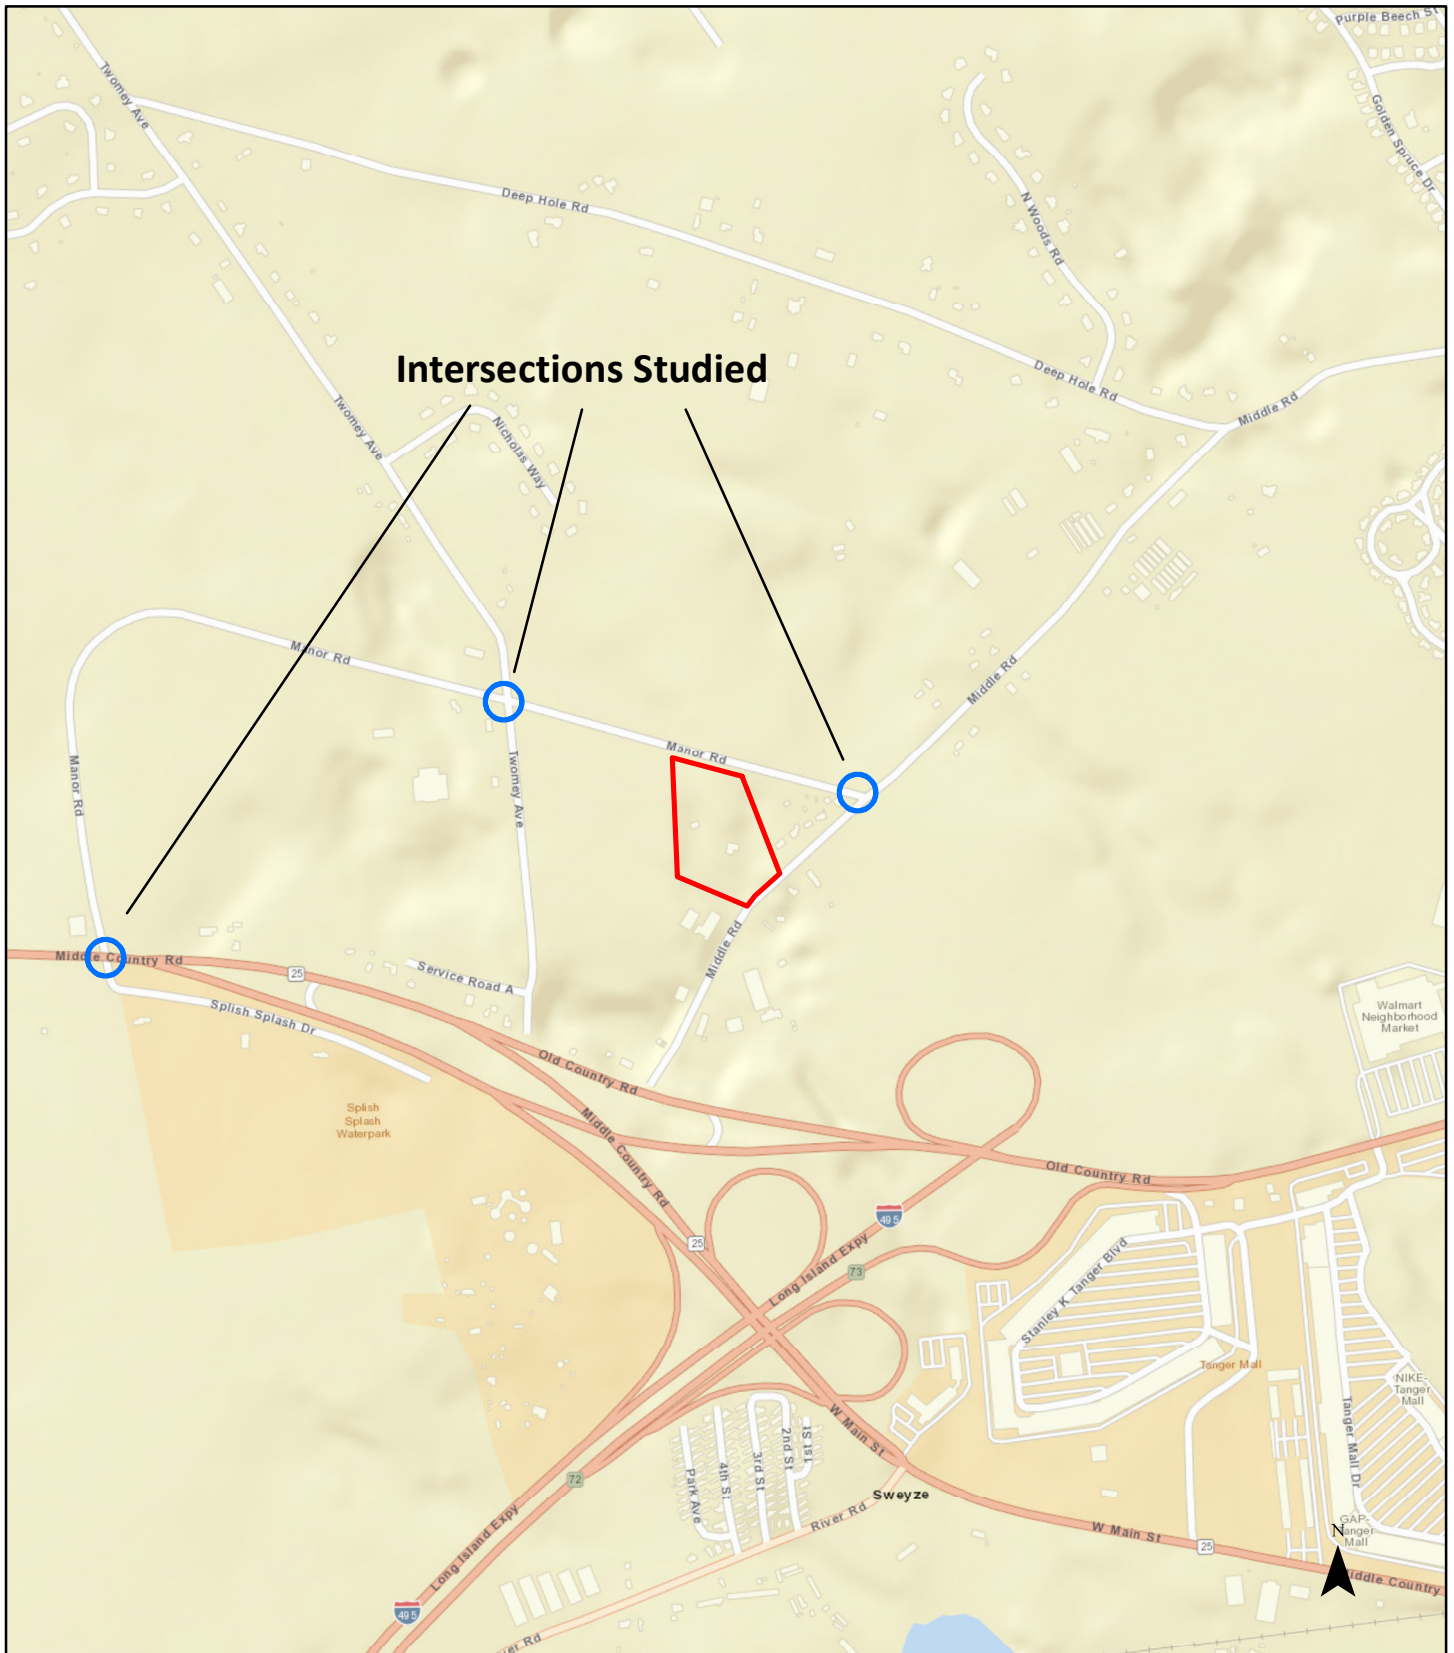 Purple Beech St
Twomey Ave
Golden Spruce Dr
Deep Hole Rd
N Woods Rd
Intersections Studied
Deep Hole Rd
Middle Rd
Twomey Ave
Nicholas Way
Manor Rd
Middle Rd
Manor Rd
Manor Rd
Twomey Ave
Middle Rd
Middle Country Rd
25
Service Road A
Splish Splash Dr
Walmart
Neighborhood
Market
Old Country Rd
Splish
Splash
Waterpark
Middle Country Rd
Old Country Rd
495
25
Long Island Expy
73
Stanley K Tanger Blvd
Tanger Mall
NIKE-
Tanger
Mall
W Main St
1st St
2nd St
3rd St
4th St
Park Ave
Tanger Mall Dr
72
Sweyze
River Rd
Long Island Expy
W Main St
25
GAP-
Tanger
Mall
N
Middle Country
495
er Rd